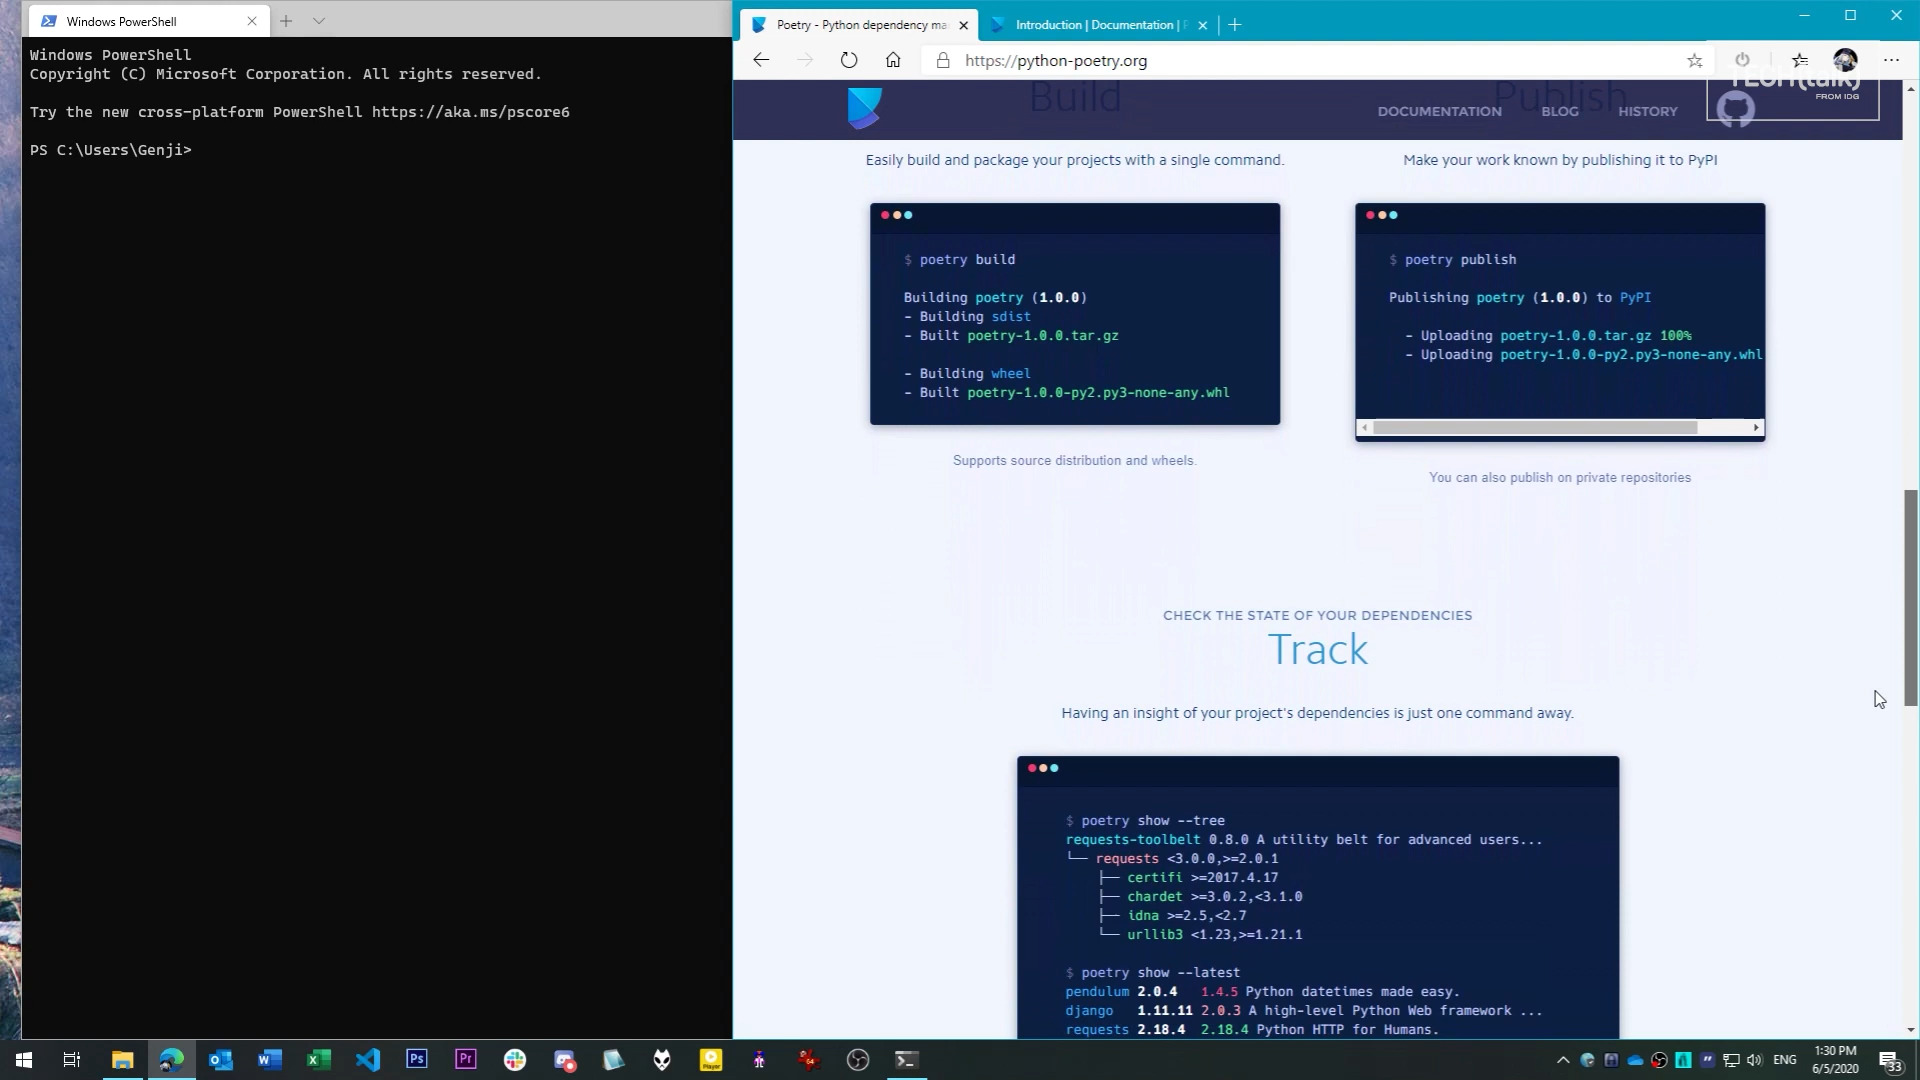 Windows PowerShell
Windows PowerShell
Copyright (C) Microsoft Corporation. All rights reserved.
Try the new cross-platform PowerShell https://aka.ms/pscore6
PS C:\Users\Genji>
Poetry - Python dependency ma
Introduction | Documentation |
https://python-poetry.org
TECH(talk)
FROM IDG
Build
Publish
DOCUMENTATION
BLOG
HISTORY
Easily build and package your projects with a single command.
$ poetry build
Building poetry (1.0.0)
- Building sdist
- Built poetry-1.0.0.tar.gz
- Building wheel
- Built poetry-1.0.0-py2.py3-none-any.whl
Supports source distribution and wheels.
Make your work known by publishing it to PyPI
$ poetry publish
Publishing poetry (1.0.0) to PyPI
- Uploading poetry-1.0.0.tar.gz 100%
- Uploading poetry-1.0.0-py2.py3-none-any.whl
You can also publish on private repositories
CHECK THE STATE OF YOUR DEPENDENCIES
Track
Having an insight of your project's dependencies is just one command away.
$ poetry show --tree
requests-toolbelt 0.8.0 A utility belt for advanced users...
└── requests <3.0.0,>=2.0.1
├── certifi >=2017.4.17
├── chardet >=3.0.2,<3.1.0
├── idna >=2.5,<2.7
└── urllib3 <1.23,>=1.21.1
$ poetry show --latest
pendulum 2.0.4 1.4.5 Python datetimes made easy.
django 1.11.11 2.0.3 A high-level Python Web framework ...
requests 2.18.4 2.18.4 Python HTTP for Humans.
ENG
1:30 PM
6/5/2020
33